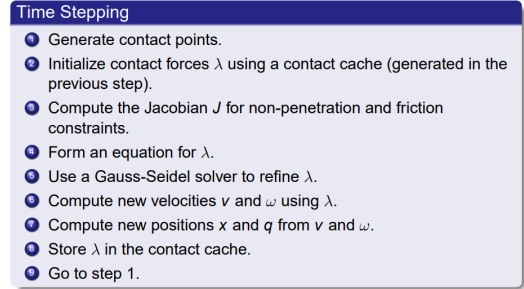 Time Stepping
1 Generate contact points.
2 Initialize contact forces λ using a contact cache (generated in the
previous step).
3 Compute the Jacobian J for non-penetration and friction
constraints.
4 Form an equation for λ.
5 Use a Gauss-Seidel solver to refine λ.
6 Compute new velocities v and ω using λ.
7 Compute new positions x and q from v and ω.
8 Store λ in the contact cache.
9 Go to step 1.